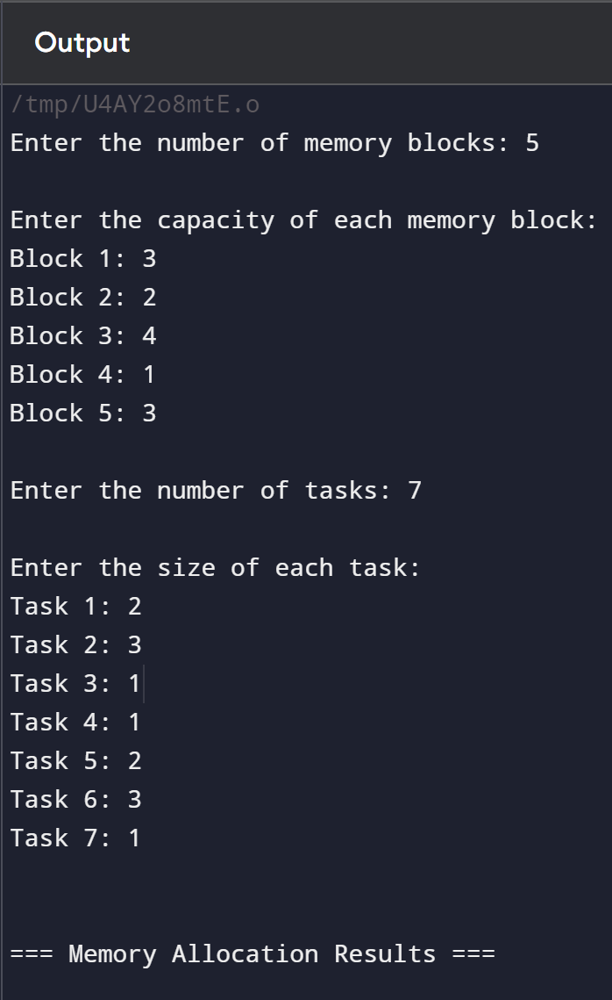 Output
/tmp/U4AY2o8mtE.o
Enter the number of memory blocks: 5
Enter the capacity of each memory block:
Block 1: 3
Block 2: 2
Block 3: 4
Block 4: 1
Block 5: 3
Enter the number of tasks: 7
Enter the size of each task:
Task 1: 2
Task 2: 3
Task 3: 1
Task 4: 1
Task 5: 2
Task 6: 3
Task 7: 1
=== Memory Allocation Results ===